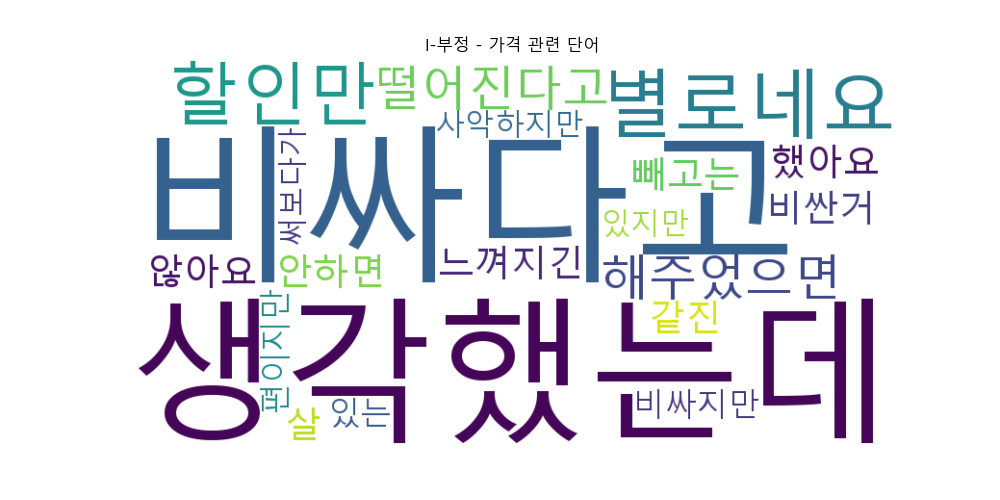 I-부정 - 가격 관련 단어
할인만
떨어진다고
별로네요
사악하지만
비싸다고
써보다가
했아요
빼고는
비싼거
있지만
느껴지긴
않아요
안하면
해주었으면
생각했는데
편이지만
같진
비싸지만
살
있는